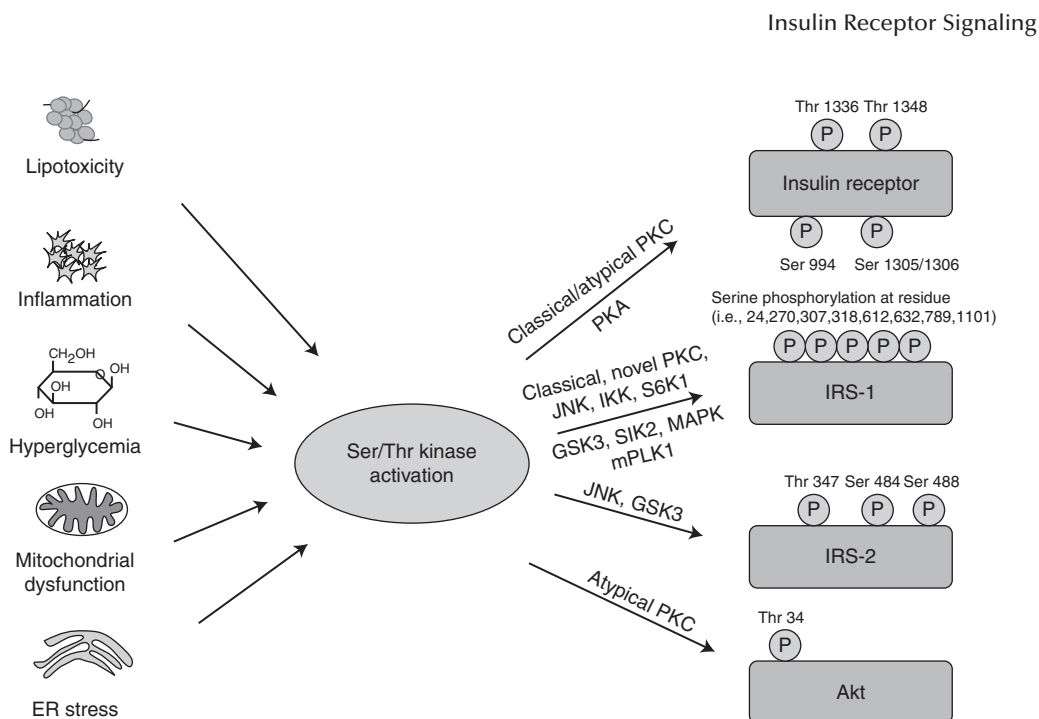 Insulin Receptor Signaling
Lipotoxicity
Inflammation
CH2OH
O
OH
OH
OH
OH
Hyperglycemia
Mitochondrial
dysfunction
ER stress
Ser/Thr kinase
activation
Classical/atypical PKC
PKA
Classical, novel PKC,
JNK, IKK, S6K1
GSK3, SIK2, MAPK
mPLK1
JNK, GSK3
Atypical PKC
Thr 1336 Thr 1348
P P
Insulin receptor
P P
Ser 994 Ser 1305/1306
Serine phosphorylation at residue
(i.e., 24,270,307,318,612,632,789,1101)
P P P P P
IRS-1
Thr 347 Ser 484 Ser 488
P P P
IRS-2
Thr 34
P
Akt